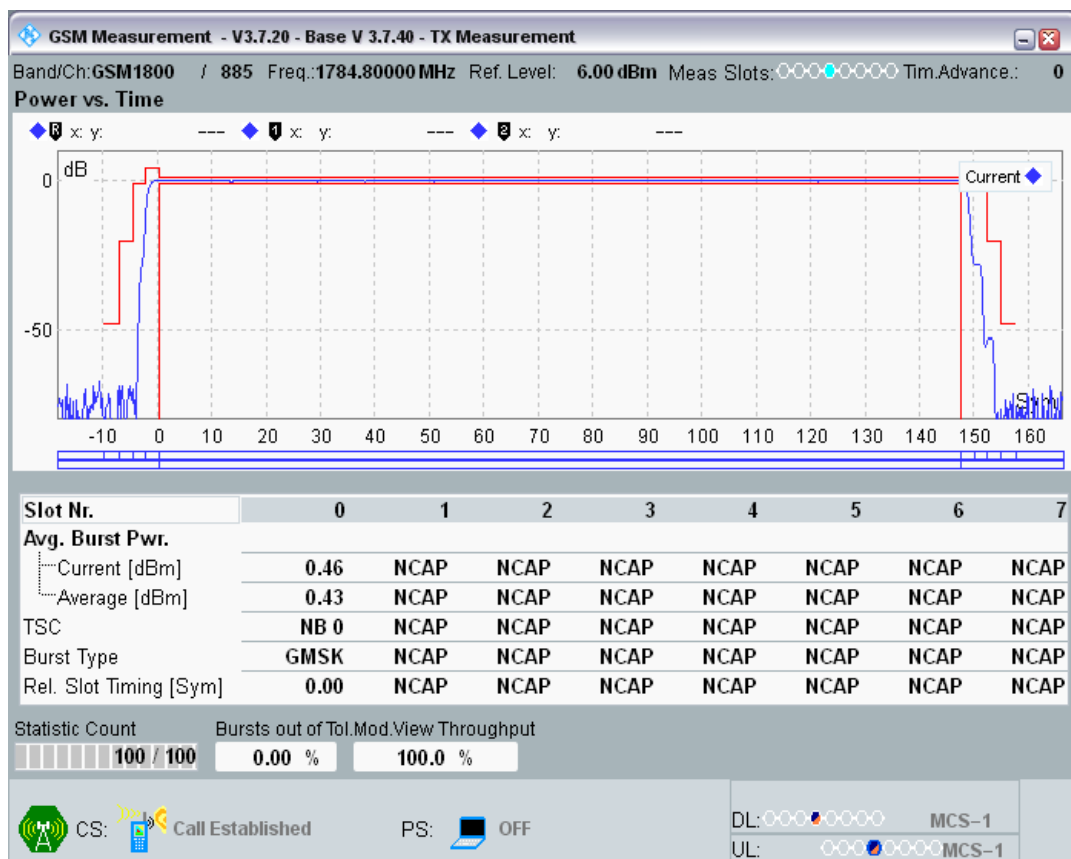 GSM Measurement - V3.7.20 - Base V 3.7.40 - TX Measurement
Band/Ch:GSM1800 / 885 Freq.:1784.80000 MHz Ref. Level: 6.00 dBm Meas Slots: Tim.Advance.: 0
Power vs. Time
R x: y: --- 1 x: y: --- 2 x: y: ---
dB
Current
0
-50
Sym
-10 0 10 20 30 40 50 60 70 80 90 100 110 120 130 140 150 160
Slot Nr. 0 1 2 3 4 5 6 7
Avg. Burst Pwr.
Current [dBm] 0.46 NCAP NCAP NCAP NCAP NCAP NCAP NCAP
Average [dBm] 0.43 NCAP NCAP NCAP NCAP NCAP NCAP NCAP
TSC NB 0 NCAP NCAP NCAP NCAP NCAP NCAP NCAP
Burst Type GMSK NCAP NCAP NCAP NCAP NCAP NCAP NCAP
Rel. Slot Timing [Sym] 0.00 NCAP NCAP NCAP NCAP NCAP NCAP NCAP
Statistic Count Bursts out of Tol.Mod.View Throughput
100 / 100 0.00 % 100.0 %
CS: Call Established PS: OFF
DL: MCS-1
UL: MCS-1